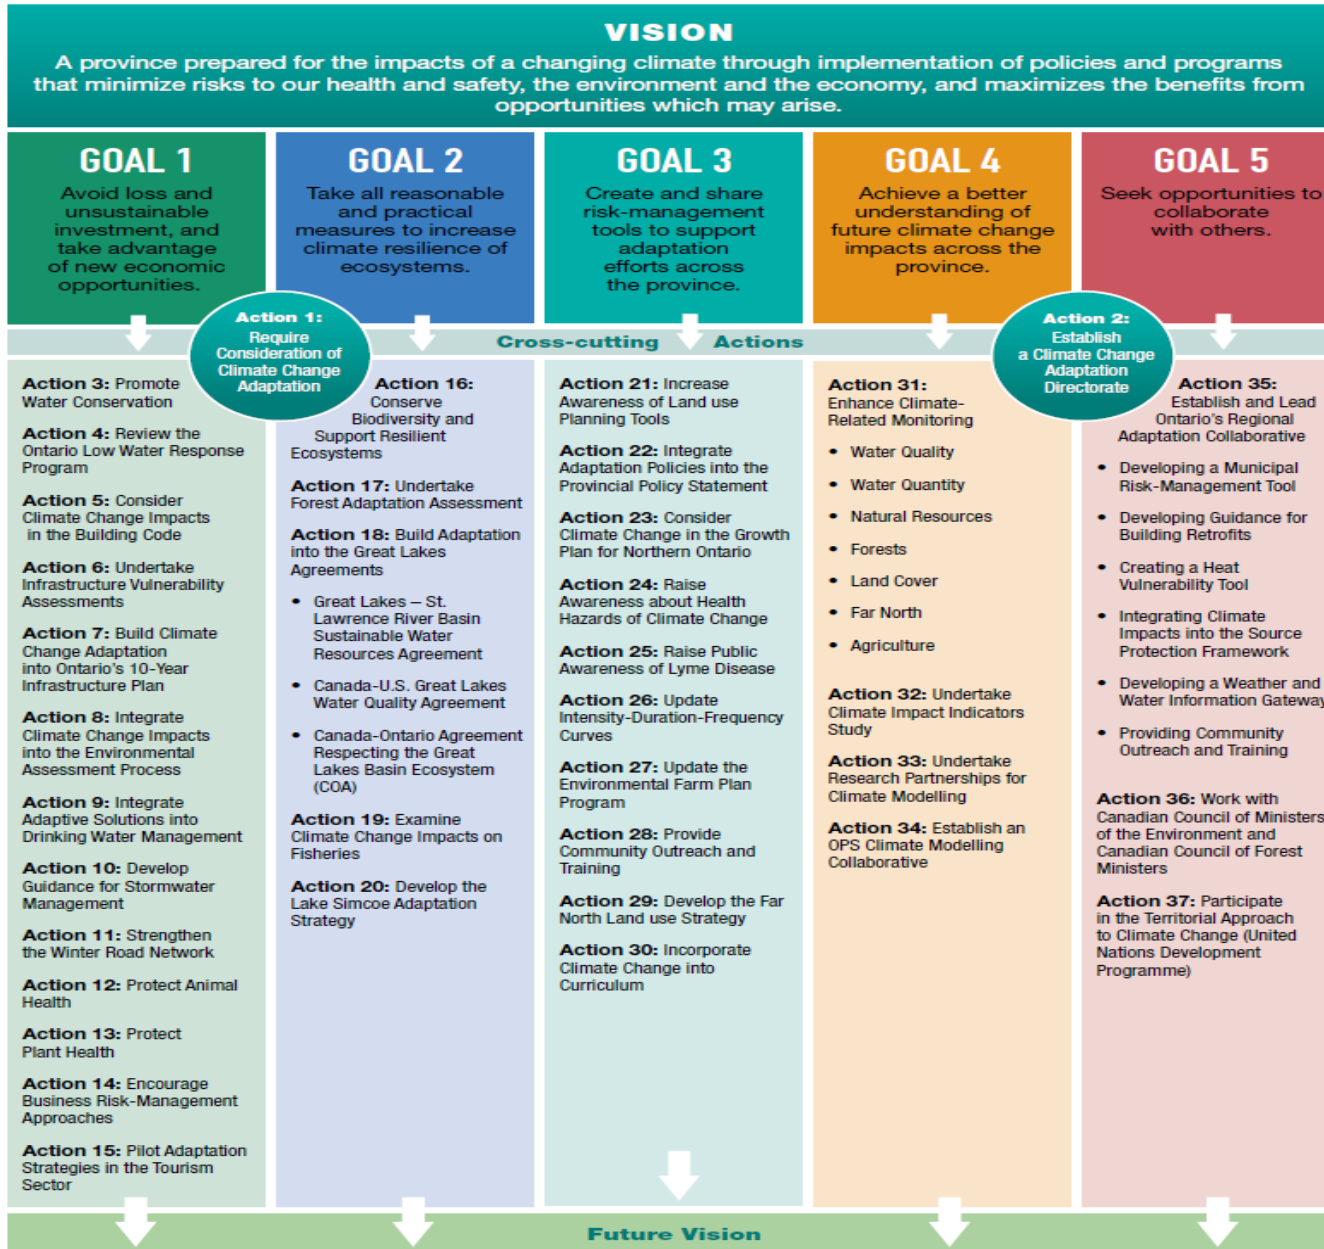 VISION
A province prepared for the impacts of a changing climate through implementation of policies and programs
that minimize risks to our health and safety, the environment and the economy, and maximizes the benefits from
opportunities which may arise.
GOAL 1
Avoid loss and
unsustainable
investment, and
take advantage
of new economic
opportunities.
GOAL 2
Take all reasonable
and practical
measures to increase
climate resilience of
ecosystems.
GOAL 3
Create and share
risk-management
tools to support
adaptation
efforts across
the province.
GOAL 4
Achieve a better
understanding of
future climate change
impacts across the
province.
GOAL 5
Seek opportunities to
collaborate
with others.
Action 1:
Require
Consideration of
Climate Change
Adaptation
Cross-cutting Actions
Action 2:
Establish
a Climate Change
Adaptation
Directorate
Action 3: Promote
Water Conservation
Action 4: Review the
Ontario Low Water Response
Program
Action 5: Consider
Climate Change Impacts
in the Building Code
Action 6: Undertake
Infrastructure Vulnerability
Assessments
Action 7: Build Climate
Change Adaptation
into Ontario's 10-Year
Infrastructure Plan
Action 8: Integrate
Climate Change Impacts
into the Environmental
Assessment Process
Action 9: Integrate
Adaptive Solutions into
Drinking Water Management
Action 10: Develop
Guidance for Stormwater
Management
Action 11: Strengthen
the Winter Road Network
Action 12: Protect Animal
Health
Action 13: Protect
Plant Health
Action 14: Encourage
Business Risk-Management
Approaches
Action 15: Pilot Adaptation
Strategies in the Tourism
Sector
Action 16:
Conserve
Biodiversity and
Support Resilient
Ecosystems
Action 17: Undertake
Forest Adaptation Assessment
Action 18: Build Adaptation
into the Great Lakes
Agreements
• Great Lakes – St.
Lawrence River Basin
Sustainable Water
Resources Agreement
• Canada-U.S. Great Lakes
Water Quality Agreement
• Canada-Ontario Agreement
Respecting the Great
Lakes Basin Ecosystem
(COA)
Action 19: Examine
Climate Change Impacts on
Fisheries
Action 20: Develop the
Lake Simcoe Adaptation
Strategy
Action 21: Increase
Awareness of Land use
Planning Tools
Action 22: Integrate
Adaptation Policies into the
Provincial Policy Statement
Action 23: Consider
Climate Change in the Growth
Plan for Northern Ontario
Action 24: Raise
Awareness about Health
Hazards of Climate Change
Action 25: Raise Public
Awareness of Lyme Disease
Action 26: Update
Intensity-Duration-Frequency
Curves
Action 27: Update the
Environmental Farm Plan
Program
Action 28: Provide
Community Outreach and
Training
Action 29: Develop the Far
North Land use Strategy
Action 30: Incorporate
Climate Change into
Curriculum
Action 31:
Enhance Climate-
Related Monitoring
• Water Quality
• Water Quantity
• Natural Resources
• Forests
• Land Cover
• Far North
• Agriculture
Action 32: Undertake
Climate Impact Indicators
Study
Action 33: Undertake
Research Partnerships for
Climate Modelling
Action 34: Establish an
OPS Climate Modelling
Collaborative
Action 35:
Establish and Lead
Ontario's Regional
Adaptation Collaborative
• Developing a Municipal
Risk-Management Tool
• Developing Guidance for
Building Retrofits
• Creating a Heat
Vulnerability Tool
• Integrating Climate
Impacts into the Source
Protection Framework
• Developing a Weather and
Water Information Gateway
• Providing Community
Outreach and Training
Action 36: Work with
Canadian Council of Ministers
of the Environment and
Canadian Council of Forest
Ministers
Action 37: Participate
in the Territorial Approach
to Climate Change (United
Nations Development
Programme)
Future Vision